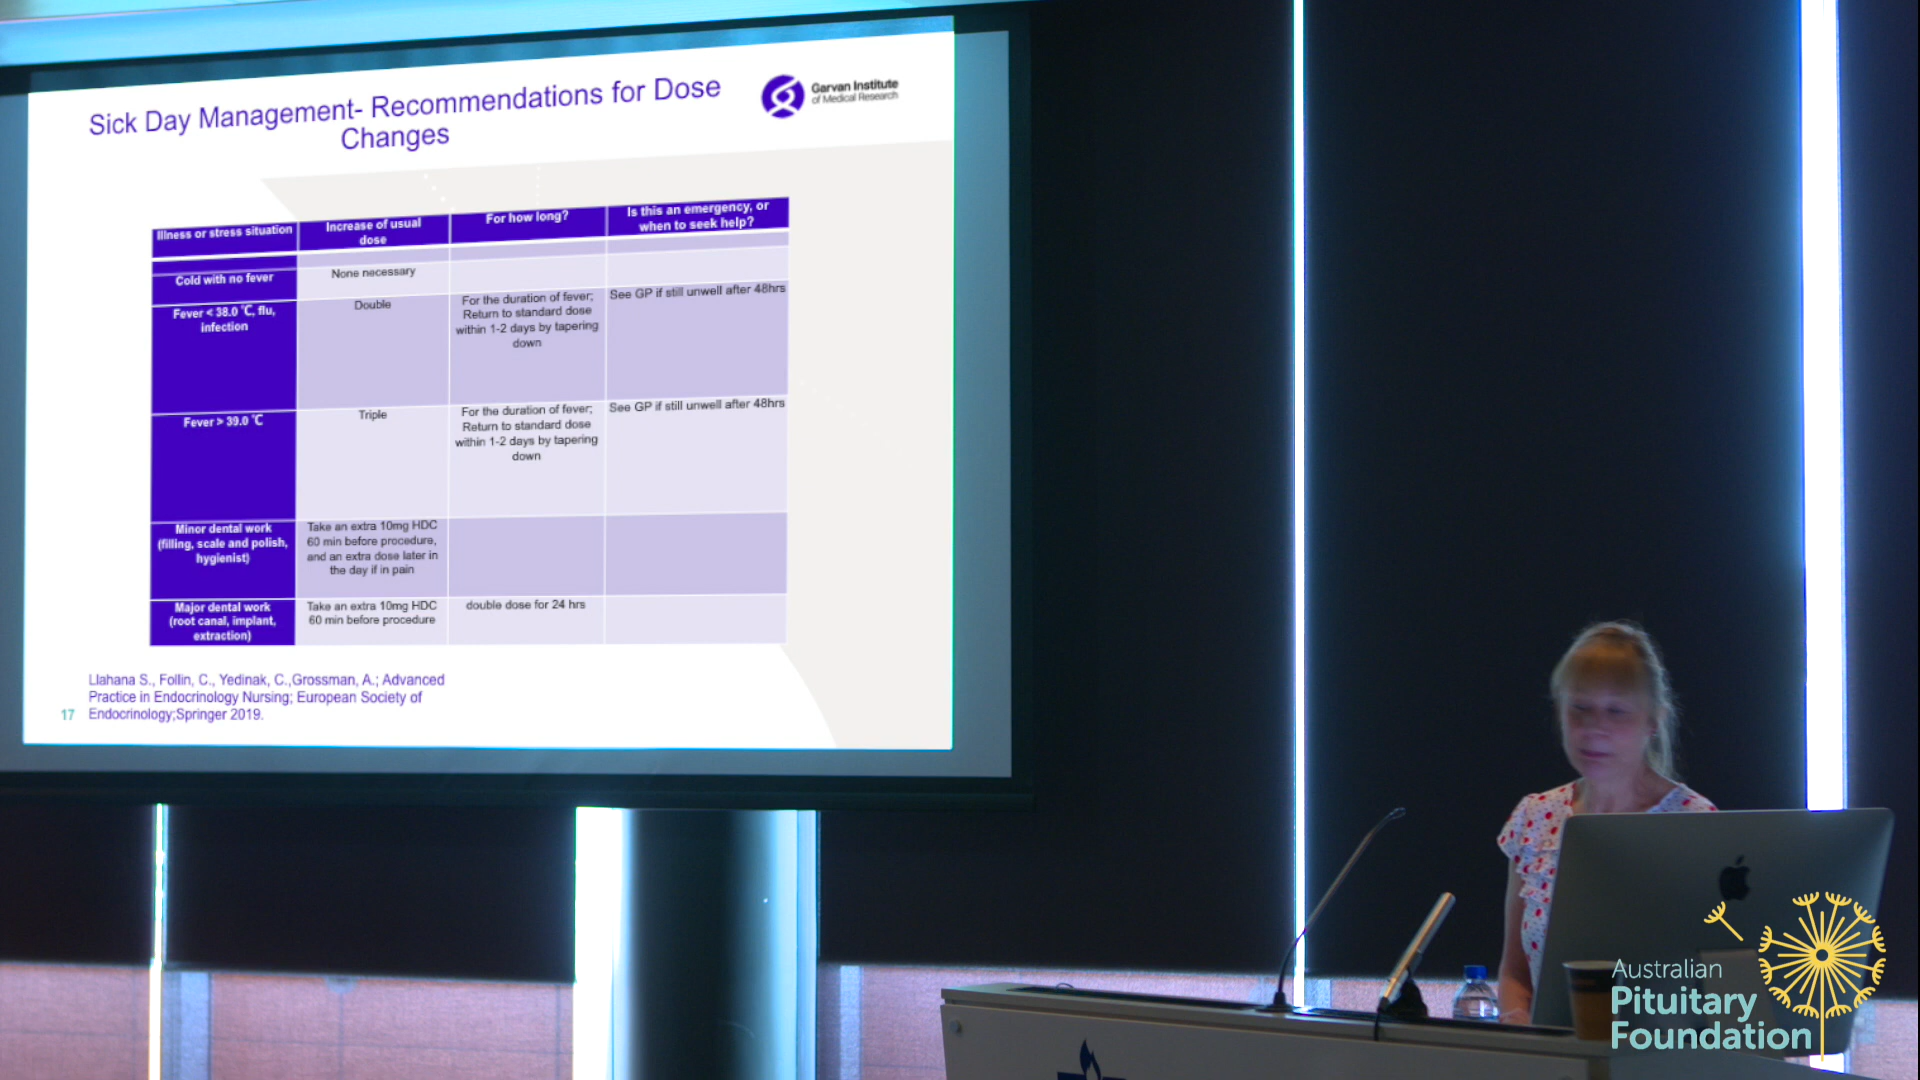 Sick Day Management- Recommendations for Dose
Changes
Garvan Institute
of Medical Research
Illness or stress situation
Increase of usual
dose
For how long?
Is this an emergency, or
when to seek help?
Cold with no fever
None necessary
Fever < 38.0 ℃, flu,
infection
Double
For the duration of fever;
Return to standard dose
within 1-2 days by tapering
down
See GP if still unwell after 48hrs
Fever > 39.0 ℃
Triple
For the duration of fever;
Return to standard dose
within 1-2 days by tapering
down
See GP if still unwell after 48hrs
Minor dental work
(filling, scale and polish,
hygienist)
Take an extra 10mg HDC
60 min before procedure,
and an extra dose later in
the day if in pain
Major dental work
(root canal, implant,
extraction)
Take an extra 10mg HDC
60 min before procedure
double dose for 24 hrs
Llahana S., Follin, C., Yedinak, C.,Grossman, A.; Advanced
Practice in Endocrinology Nursing; European Society of
Endocrinology;Springer 2019.
17
Australian
Pituitary
Foundation